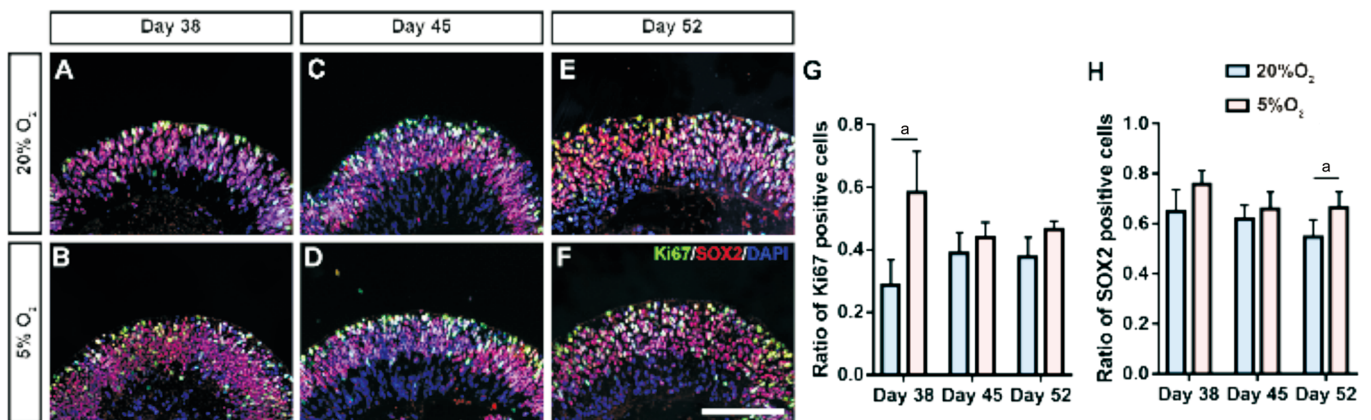 Day 38
Day 45
Day 52
20% O2
5% O2
A
C
E
B
D
F
Ki67/SOX2/DAPI
G
Ratio of Ki67 positive cells
0.8
0.6
0.4
0.2
0.0
a
Day 38
Day 45
Day 52
H
20%O2
5%O2
Ratio of SOX2 positive cells
1.0
0.8
0.6
0.4
0.2
0.0
a
Day 38
Day 45
Day 52